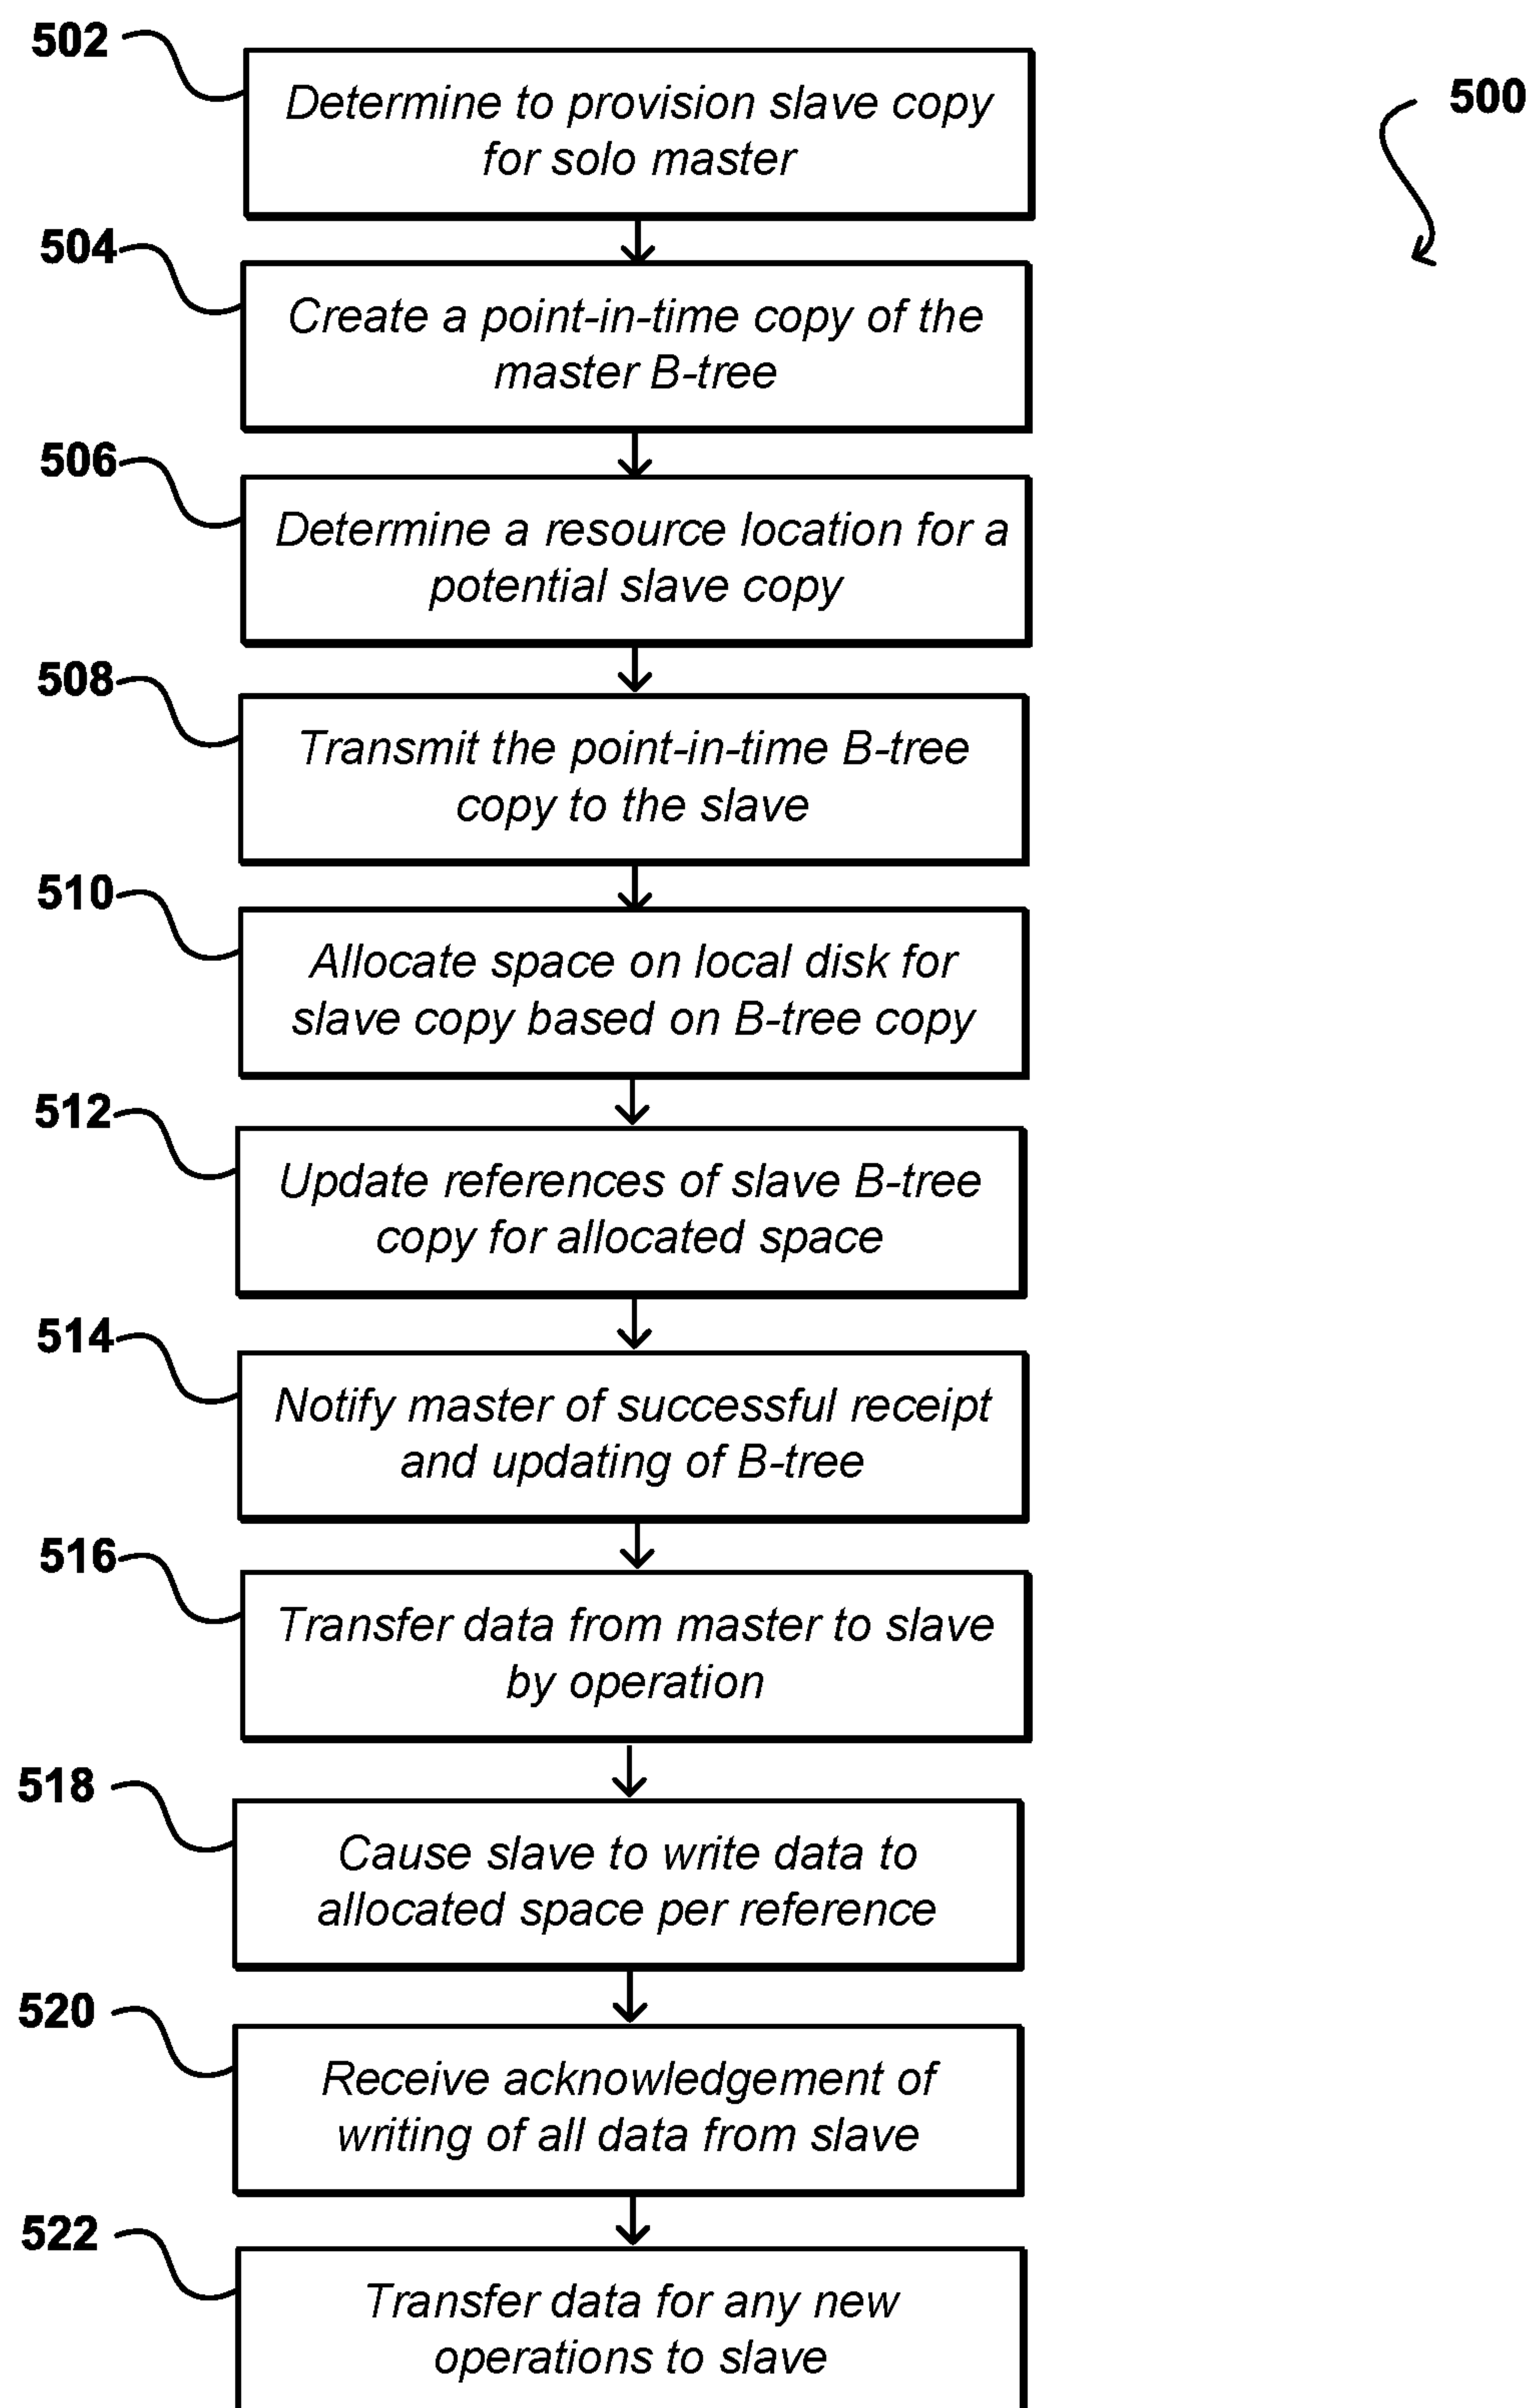 502
Determine to provision slave copy
for solo master
500
504
Create a point-in-time copy of the
master B-tree
506
Determine a resource location for a
potential slave copy
508
Transmit the point-in-time B-tree
copy to the slave
510
Allocate space on local disk for
slave copy based on B-tree copy
512
Update references of slave B-tree
copy for allocated space
514
Notify master of successful receipt
and updating of B-tree
516
Transfer data from master to slave
by operation
518
Cause slave to write data to
allocated space per reference
520
Receive acknowledgement of
writing of all data from slave
522
Transfer data for any new
operations to slave